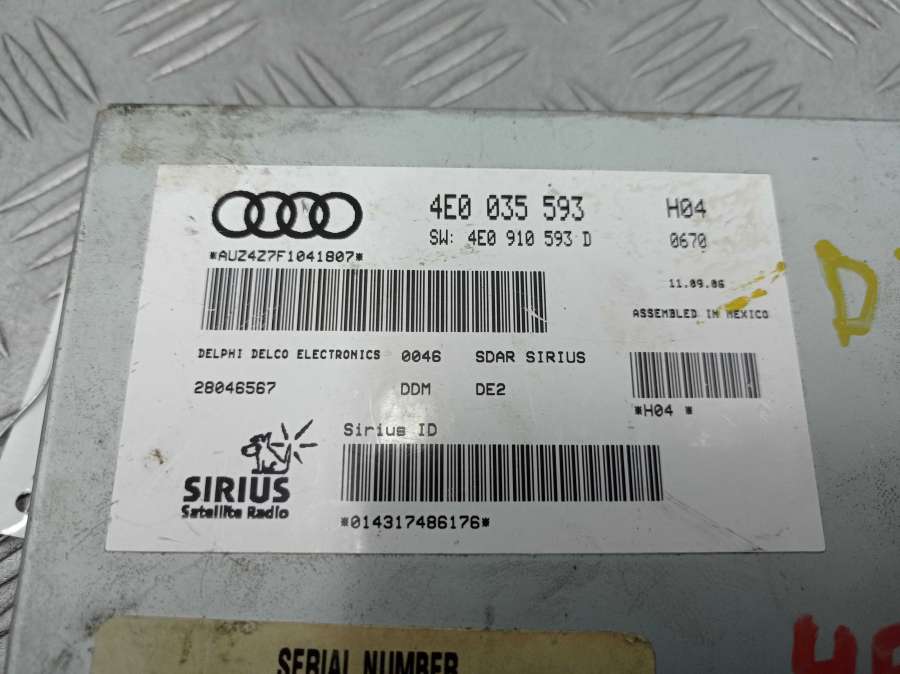 4E0 035 593 H04
SW: 4E0 910 593 D 0670
*AUZ4Z7F1041807*
11.09.06
ASSEMBLED IN MEXICO
DELPHI DELCO ELECTRONICS 0046 SDAR SIRIUS
28046567 DDM DE2
*H04 *
Sirius ID
SIRIUS
Satellite Radio
*014317486176*
SERIAL NUMBER